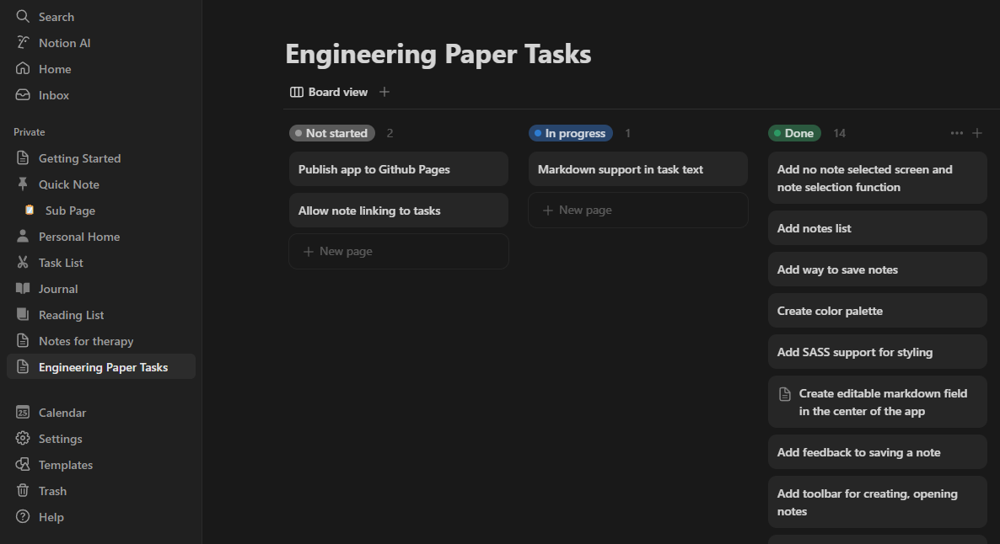 Search
Notion AI
Home
Inbox
Private
Getting Started
Quick Note
Sub Page
Personal Home
Task List
Journal
Reading List
Notes for therapy
Engineering Paper Tasks
25 Calendar
Settings
Templates
Trash
Help
Engineering Paper Tasks
Board view
Not started 2
Publish app to Github Pages
Allow note linking to tasks
New page
In progress 1
Markdown support in task text
New page
Done 14
Add no note selected screen and
note selection function
Add notes list
Add way to save notes
Create color palette
Add SASS support for styling
Create editable markdown field
in the center of the app
Add feedback to saving a note
Add toolbar for creating, opening
notes